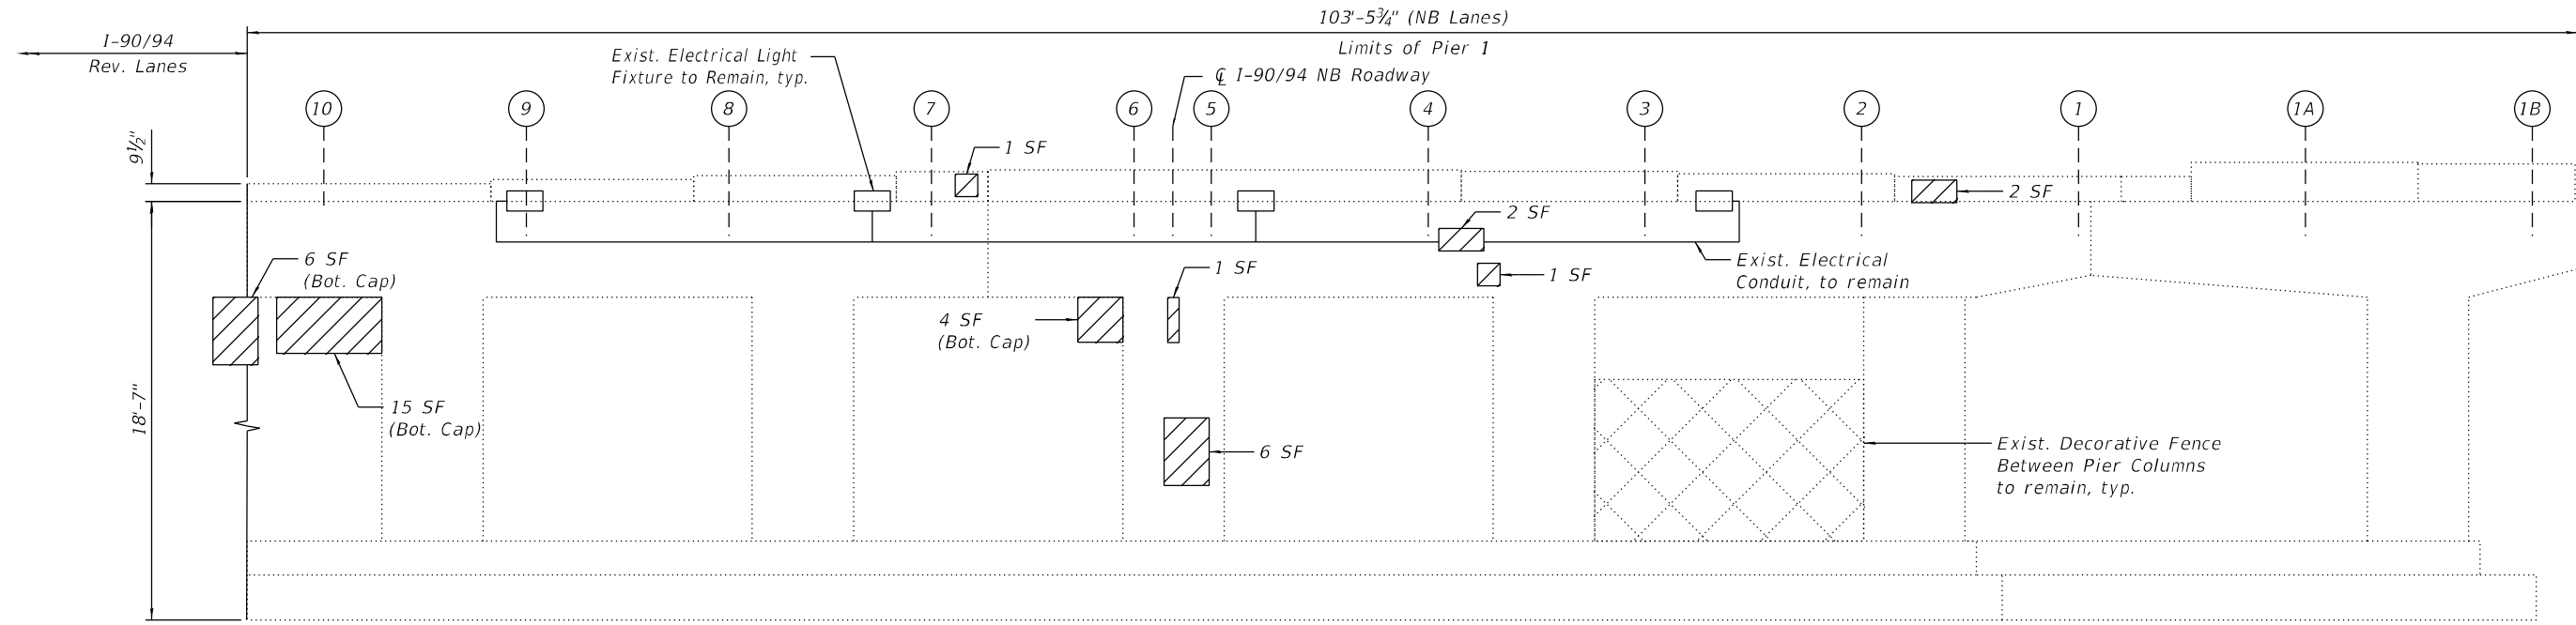 103'-5¾" (NB Lanes)
Limits of Pier 1
I-90/94
Rev. Lanes
Exist. Electrical Light
Fixture to Remain, typ.
℄ I-90/94 NB Roadway
10
9
8
7
6
5
4
3
2
1
1A
1B
9½"
1 SF
2 SF
2 SF
6 SF
(Bot. Cap)
1 SF
1 SF
Exist. Electrical
Conduit, to remain
4 SF
(Bot. Cap)
18'-7"
15 SF
(Bot. Cap)
6 SF
Exist. Decorative Fence
Between Pier Columns
to remain, typ.